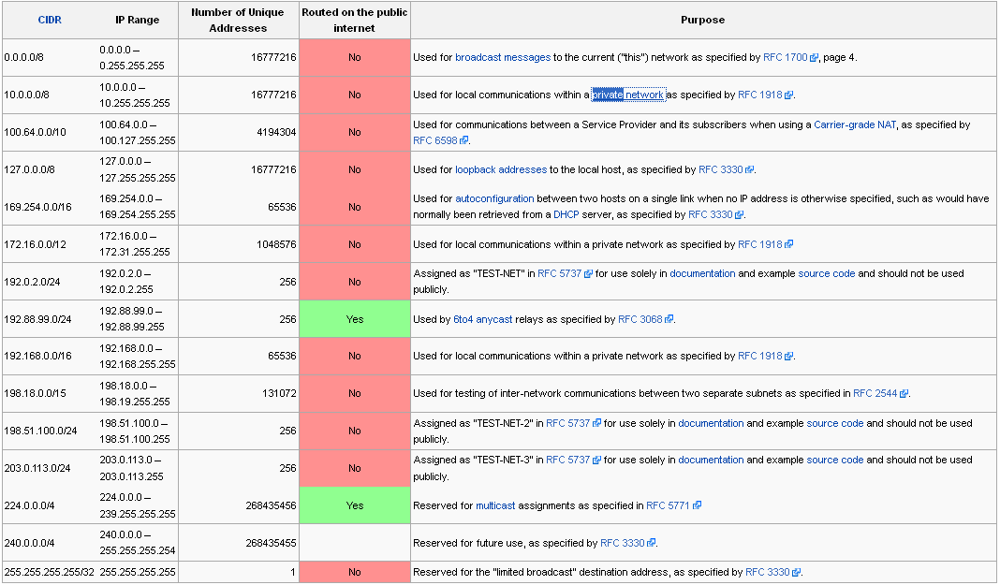 CIDR IP Range Number of Unique Addresses Routed on the public internet Purpose
0.0.0.0/8 0.0.0.0 – 0.255.255.255 16777216 No Used for broadcast messages to the current ("this") network as specified by RFC 1700, page 4.
10.0.0.0/8 10.0.0.0 – 10.255.255.255 16777216 No Used for local communications within a private network as specified by RFC 1918.
100.64.0.0/10 100.64.0.0 – 100.127.255.255 4194304 No Used for communications between a Service Provider and its subscribers when using a Carrier-grade NAT, as specified by RFC 6598.
127.0.0.0/8 127.0.0.0 – 127.255.255.255 16777216 No Used for loopback addresses to the local host, as specified by RFC 3330.
169.254.0.0/16 169.254.0.0 – 169.254.255.255 65536 No Used for autoconfiguration between two hosts on a single link when no IP address is otherwise specified, such as would have normally been retrieved from a DHCP server, as specified by RFC 3330.
172.16.0.0/12 172.16.0.0 – 172.31.255.255 1048576 No Used for local communications within a private network as specified by RFC 1918
192.0.2.0/24 192.0.2.0 – 192.0.2.255 256 No Assigned as "TEST-NET" in RFC 5737 for use solely in documentation and example source code and should not be used publicly.
192.88.99.0/24 192.88.99.0 – 192.88.99.255 256 Yes Used by 6to4 anycast relays as specified by RFC 3068.
192.168.0.0/16 192.168.0.0 – 192.168.255.255 65536 No Used for local communications within a private network as specified by RFC 1918.
198.18.0.0/15 198.18.0.0 – 198.19.255.255 131072 No Used for testing of inter-network communications between two separate subnets as specified in RFC 2544.
198.51.100.0/24 198.51.100.0 – 198.51.100.255 256 No Assigned as "TEST-NET-2" in RFC 5737 for use solely in documentation and example source code and should not be used publicly.
203.0.113.0/24 203.0.113.0 – 203.0.113.255 256 No Assigned as "TEST-NET-3" in RFC 5737 for use solely in documentation and example source code and should not be used publicly.
224.0.0.0/4 224.0.0.0 – 239.255.255.255 268435456 Yes Reserved for multicast assignments as specified in RFC 5771
240.0.0.0/4 240.0.0.0 – 255.255.255.254 268435455 Reserved for future use, as specified by RFC 3330.
255.255.255.255/32 255.255.255.255 1 No Reserved for the "limited broadcast" destination address, as specified by RFC 3330.